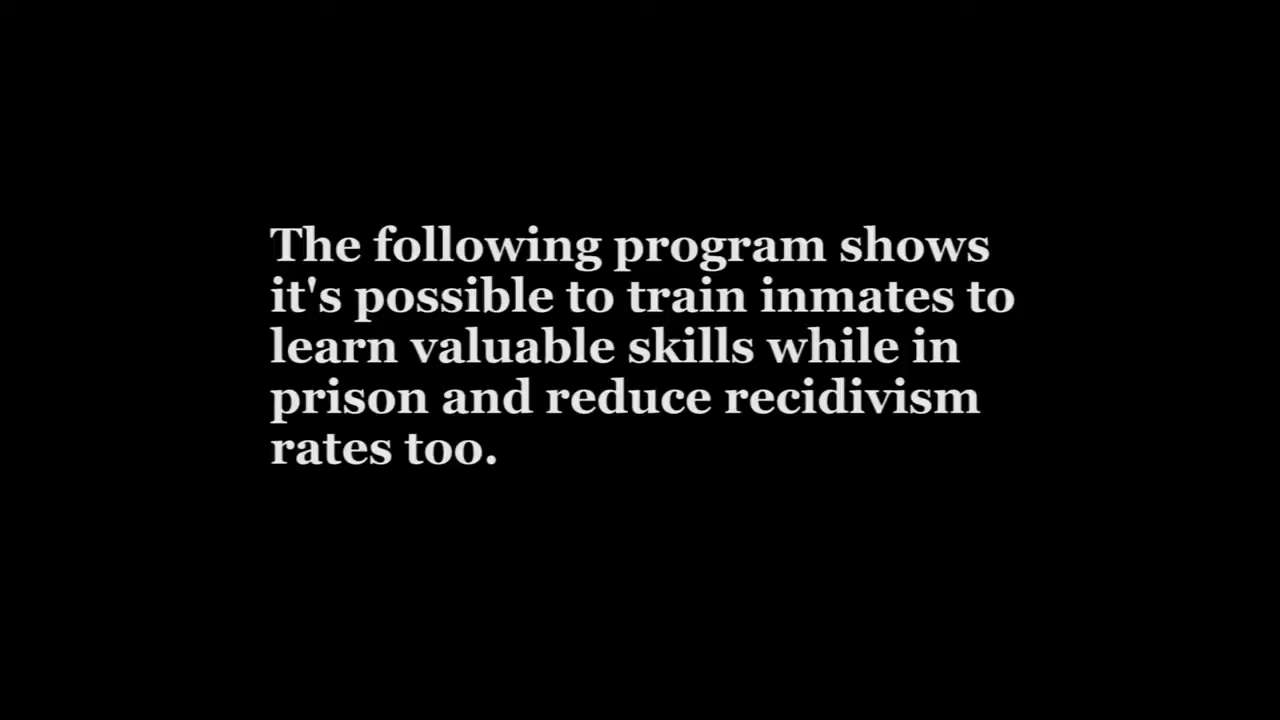 The following program shows
it's possible to train inmates to
learn valuable skills while in
prison and reduce recidivism
rates too.